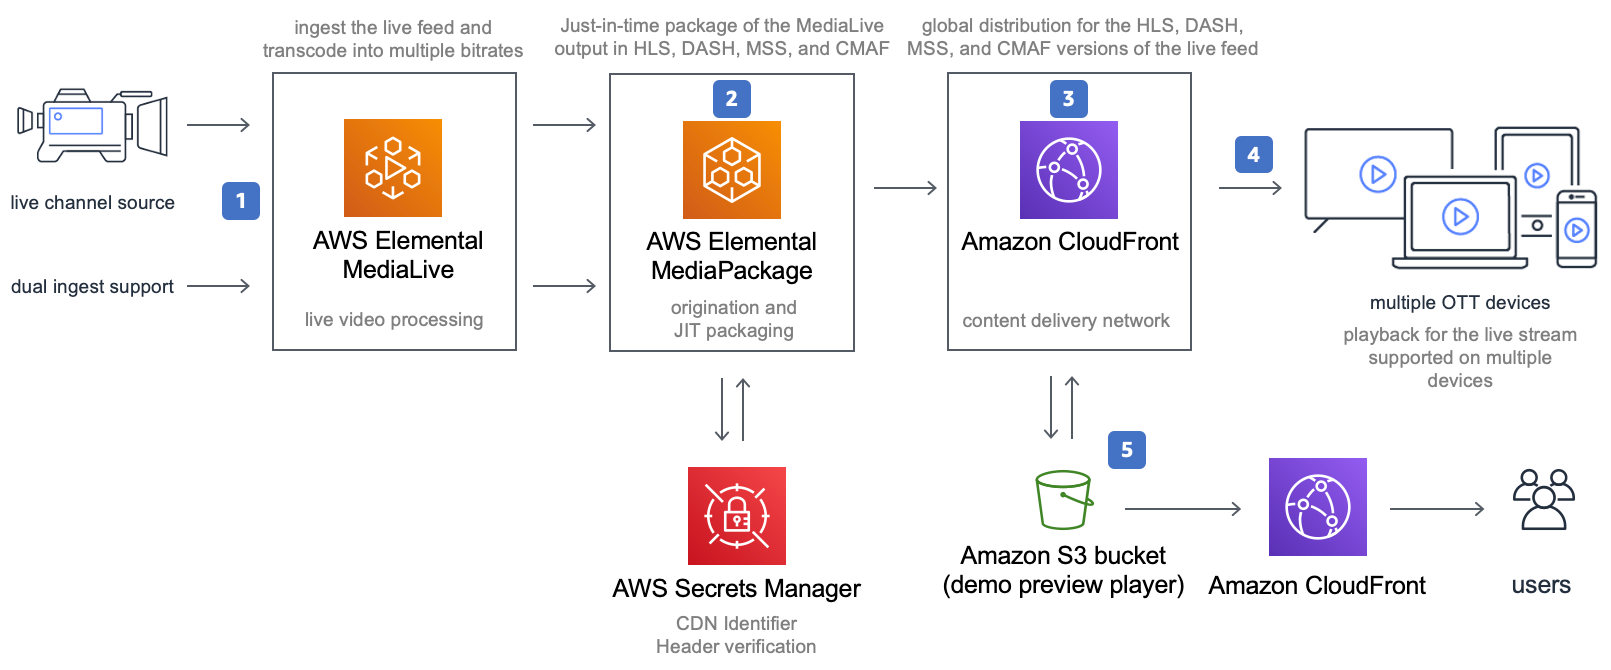 ingest the live feed and
transcode into multiple bitrates
Just-in-time package of the MediaLive
output in HLS, DASH, MSS, and CMAF
global distribution for the HLS, DASH,
MSS, and CMAF versions of the live feed
live channel source
dual ingest support
1
AWS Elemental
MediaLive
live video processing
2
AWS Elemental
MediaPackage
origination and
JIT packaging
3
Amazon CloudFront
content delivery network
4
multiple OTT devices
playback for the live stream
supported on multiple
devices
AWS Secrets Manager
CDN Identifier
Header verification
5
Amazon S3 bucket
(demo preview player)
Amazon CloudFront
users